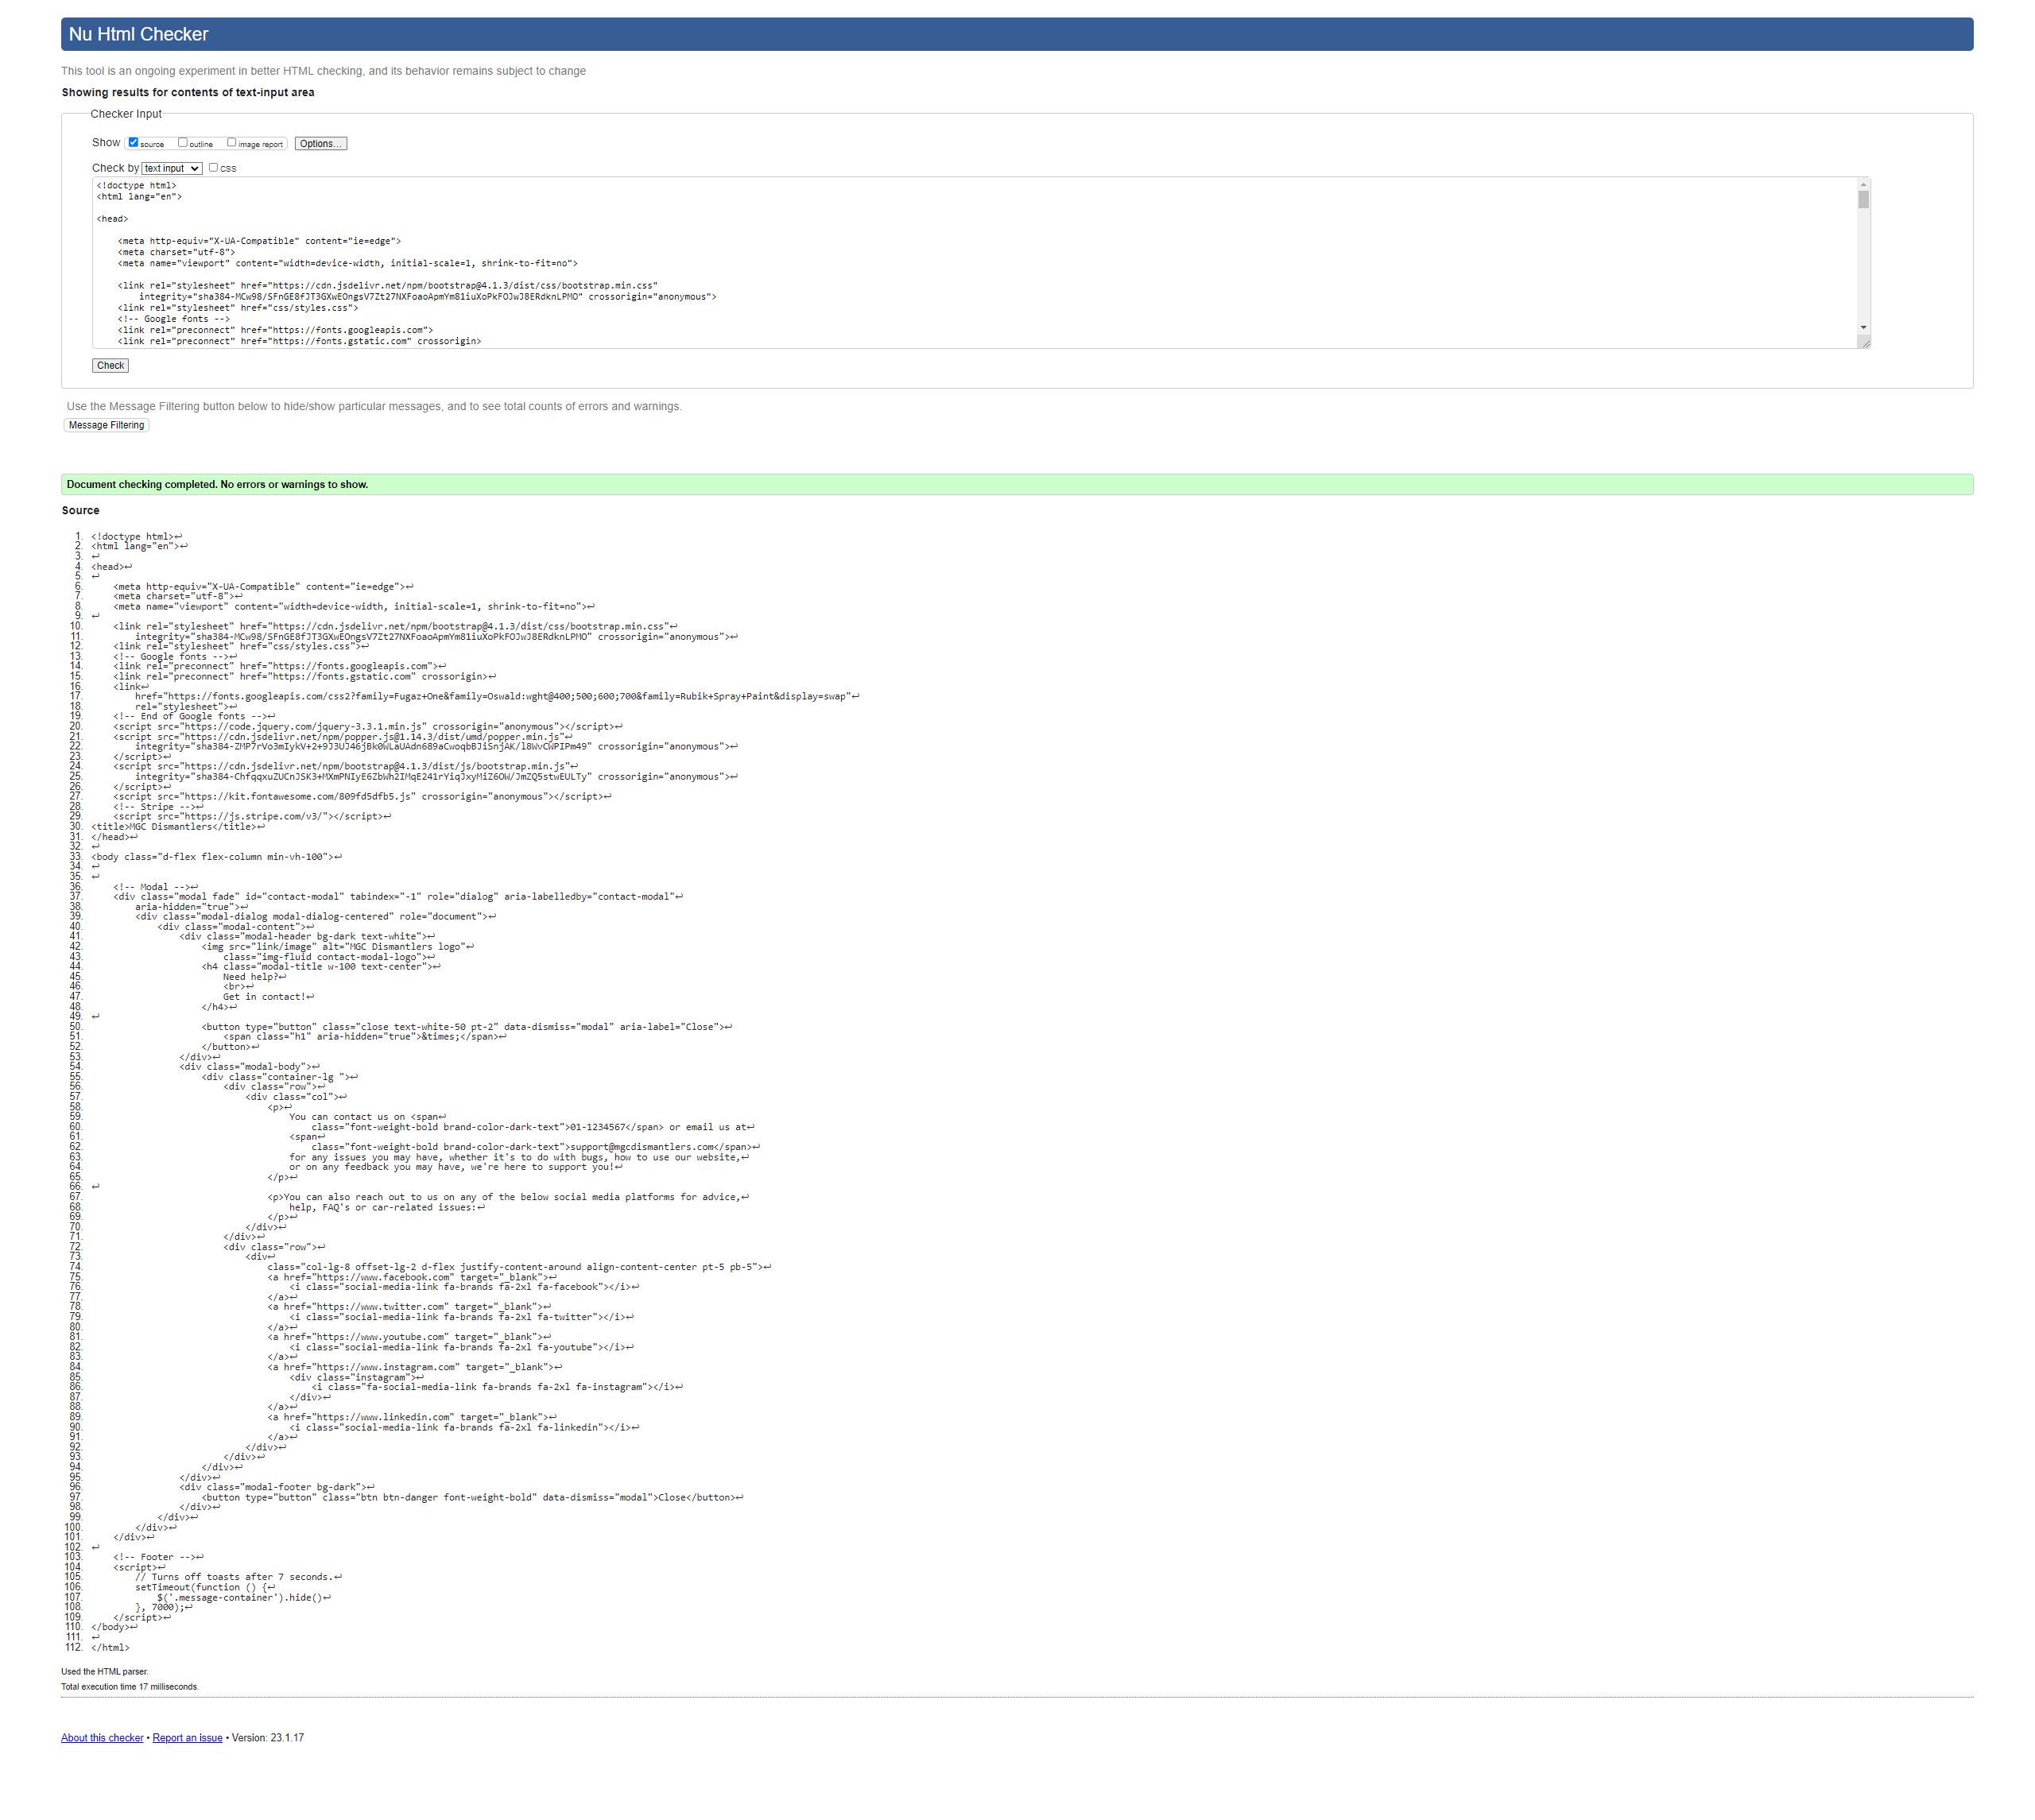 Nu Html Checker
This tool is an ongoing experiment in better HTML checking, and its behavior remains subject to change
Showing results for contents of text-input area
Checker Input
Show source outline image report Options...
Check by text input css
<!doctype html>
<html lang="en">
<head>
<meta http-equiv="X-UA-Compatible" content="ie=edge">
<meta charset="utf-8">
<meta name="viewport" content="width=device-width, initial-scale=1, shrink-to-fit=no">
<link rel="stylesheet" href="https://cdn.jsdelivr.net/npm/bootstrap@4.1.3/dist/css/bootstrap.min.css"
integrity="sha384-MCw98/SFnGE8fJT3GXwEOngsV7Zt27NXFoaoApmYm81iuXoPkFOJwJ8ERdknLPMO" crossorigin="anonymous">
<link rel="stylesheet" href="css/styles.css">
<!-- Google fonts -->
<link rel="preconnect" href="https://fonts.googleapis.com">
<link rel="preconnect" href="https://fonts.gstatic.com" crossorigin>
Check
Use the Message Filtering button below to hide/show particular messages, and to see total counts of errors and warnings.
Message Filtering
Document checking completed. No errors or warnings to show.
Source
1. <!doctype html>↩
2. <html lang="en">↩
3. ↩
4. <head>↩
5. ↩
6. <meta http-equiv="X-UA-Compatible" content="ie=edge">↩
7. <meta charset="utf-8">↩
8. <meta name="viewport" content="width=device-width, initial-scale=1, shrink-to-fit=no">↩
9. ↩
10. <link rel="stylesheet" href="https://cdn.jsdelivr.net/npm/bootstrap@4.1.3/dist/css/bootstrap.min.css"↩
11. integrity="sha384-MCw98/SFnGE8fJT3GXwEOngsV7Zt27NXFoaoApmYm81iuXoPkFOJwJ8ERdknLPMO" crossorigin="anonymous">↩
12. <link rel="stylesheet" href="css/styles.css">↩
13. <!-- Google fonts -->↩
14. <link rel="preconnect" href="https://fonts.googleapis.com">↩
15. <link rel="preconnect" href="https://fonts.gstatic.com" crossorigin>↩
16. <link↩
17. href="https://fonts.googleapis.com/css2?family=Fugaz+One&family=Oswald:wght@400;500;600;700&family=Rubik+Spray+Paint&display=swap"↩
18. rel="stylesheet">↩
19. <!-- End of Google fonts -->↩
20. <script src="https://code.jquery.com/jquery-3.3.1.min.js" crossorigin="anonymous"></script>↩
21. <script src="https://cdn.jsdelivr.net/npm/popper.js@1.14.3/dist/umd/popper.min.js"↩
22. integrity="sha384-ZMP7rVo3mIykV+2+9J3UJ46jBk0WLaUAdn689aCwoqbBJiSnjAK/l8WvCWPIPm49" crossorigin="anonymous">↩
23. </script>↩
24. <script src="https://cdn.jsdelivr.net/npm/bootstrap@4.1.3/dist/js/bootstrap.min.js"↩
25. integrity="sha384-ChfqqxuZUCnJSK3+MXmPNIyE6ZbWh2IMqE241rYiqJxyMiZ6OW/JmZQ5stwEULTy" crossorigin="anonymous">↩
26. </script>↩
27. <script src="https://kit.fontawesome.com/809fd5dfb5.js" crossorigin="anonymous"></script>↩
28. <!-- Stripe -->↩
29. <script src="https://js.stripe.com/v3/"></script>↩
30. <title>MGC Dismantlers</title>↩
31. </head>↩
32. ↩
33. <body class="d-flex flex-column min-vh-100">↩
34. ↩
35. ↩
36. <!-- Modal -->↩
37. <div class="modal fade" id="contact-modal" tabindex="-1" role="dialog" aria-labelledby="contact-modal"↩
38. aria-hidden="true">↩
39. <div class="modal-dialog modal-dialog-centered" role="document">↩
40. <div class="modal-content">↩
41. <div class="modal-header bg-dark text-white">↩
42. <img src="link/image" alt="MGC Dismantlers logo"↩
43. class="img-fluid contact-modal-logo">↩
44. <h4 class="modal-title w-100 text-center">↩
45. Need help?↩
46. <br>↩
47. Get in contact!↩
48. </h4>↩
49. ↩
50. <button type="button" class="close text-white-50 pt-2" data-dismiss="modal" aria-label="Close">↩
51. <span class="h1" aria-hidden="true">&times;</span>↩
52. </button>↩
53. </div>↩
54. <div class="modal-body">↩
55. <div class="container-lg ">↩
56. <div class="row">↩
57. <div class="col">↩
58. <p>↩
59. You can contact us on <span↩
60. class="font-weight-bold brand-color-dark-text">01-1234567</span> or email us at↩
61. <span↩
62. class="font-weight-bold brand-color-dark-text">support@mgcdismantlers.com</span>↩
63. for any issues you may have, whether it's to do with bugs, how to use our website,↩
64. or on any feedback you may have, we're here to support you!↩
65. </p>↩
66. ↩
67. <p>You can also reach out to us on any of the below social media platforms for advice,↩
68. help, FAQ's or car-related issues:↩
69. </p>↩
70. </div>↩
71. </div>↩
72. <div class="row">↩
73. <div↩
74. class="col-lg-8 offset-lg-2 d-flex justify-content-around align-content-center pt-5 pb-5">↩
75. <a href="https://www.facebook.com" target="_blank">↩
76. <i class="social-media-link fa-brands fa-2xl fa-facebook"></i>↩
77. </a>↩
78. <a href="https://www.twitter.com" target="_blank">↩
79. <i class="social-media-link fa-brands fa-2xl fa-twitter"></i>↩
80. </a>↩
81. <a href="https://www.youtube.com" target="_blank">↩
82. <i class="social-media-link fa-brands fa-2xl fa-youtube"></i>↩
83. </a>↩
84. <a href="https://www.instagram.com" target="_blank">↩
85. <div class="instagram">↩
86. <i class="fa-social-media-link fa-brands fa-2xl fa-instagram"></i>↩
87. </div>↩
88. </a>↩
89. <a href="https://www.linkedin.com" target="_blank">↩
90. <i class="social-media-link fa-brands fa-2xl fa-linkedin"></i>↩
91. </a>↩
92. </div>↩
93. </div>↩
94. </div>↩
95. </div>↩
96. <div class="modal-footer bg-dark">↩
97. <button type="button" class="btn btn-danger font-weight-bold" data-dismiss="modal">Close</button>↩
98. </div>↩
99. </div>↩
100. </div>↩
101. </div>↩
102. ↩
103. <!-- Footer -->↩
104. <script>↩
105. // Turns off toasts after 7 seconds.↩
106. setTimeout(function () {↩
107. $('.message-container').hide()↩
108. }, 7000);↩
109. </script>↩
110. </body>↩
111. ↩
112. </html>
Used the HTML parser.
Total execution time 17 milliseconds.
About this checker • Report an issue • Version: 23.1.17